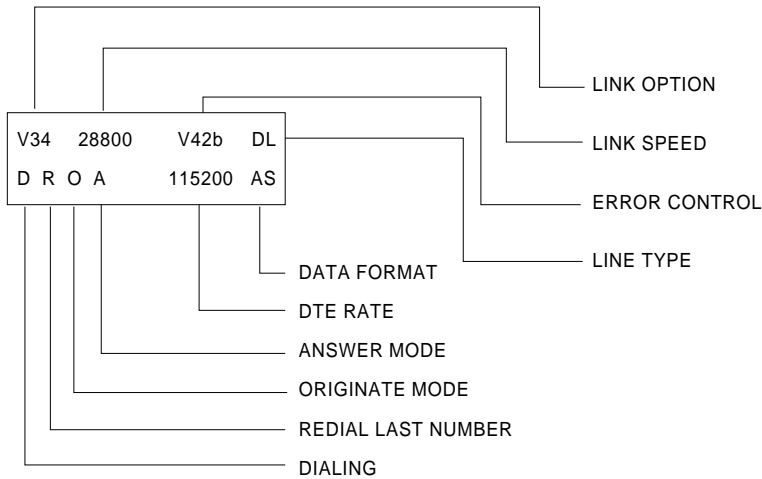 V34 28800 V42b DL
D R O A 115200 AS
LINK OPTION
LINK SPEED
ERROR CONTROL
LINE TYPE
DATA FORMAT
DTE RATE
ANSWER MODE
ORIGINATE MODE
REDIAL LAST NUMBER
DIALING